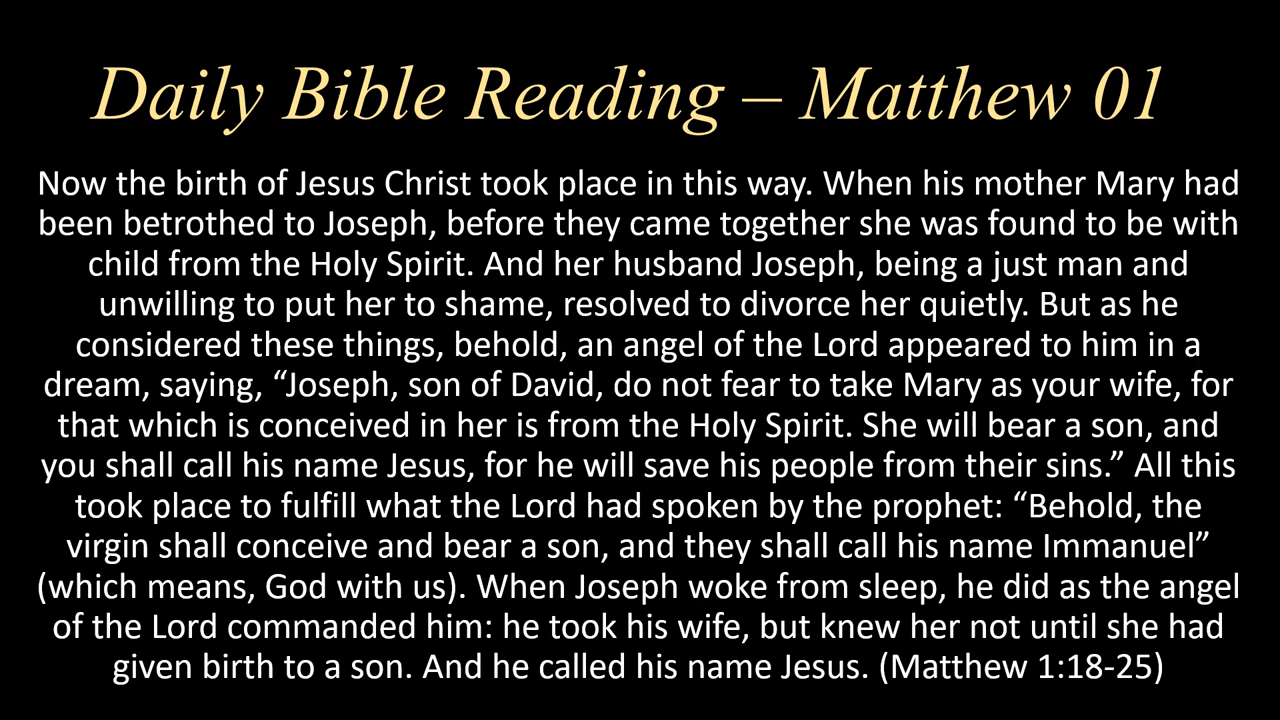 Daily Bible Reading – Matthew 01
Now the birth of Jesus Christ took place in this way. When his mother Mary had
been betrothed to Joseph, before they came together she was found to be with
child from the Holy Spirit. And her husband Joseph, being a just man and
unwilling to put her to shame, resolved to divorce her quietly. But as he
considered these things, behold, an angel of the Lord appeared to him in a
dream, saying, “Joseph, son of David, do not fear to take Mary as your wife, for
that which is conceived in her is from the Holy Spirit. She will bear a son, and
you shall call his name Jesus, for he will save his people from their sins.” All this
took place to fulfill what the Lord had spoken by the prophet: “Behold, the
virgin shall conceive and bear a son, and they shall call his name Immanuel”
(which means, God with us). When Joseph woke from sleep, he did as the angel
of the Lord commanded him: he took his wife, but knew her not until she had
given birth to a son. And he called his name Jesus. (Matthew 1:18-25)